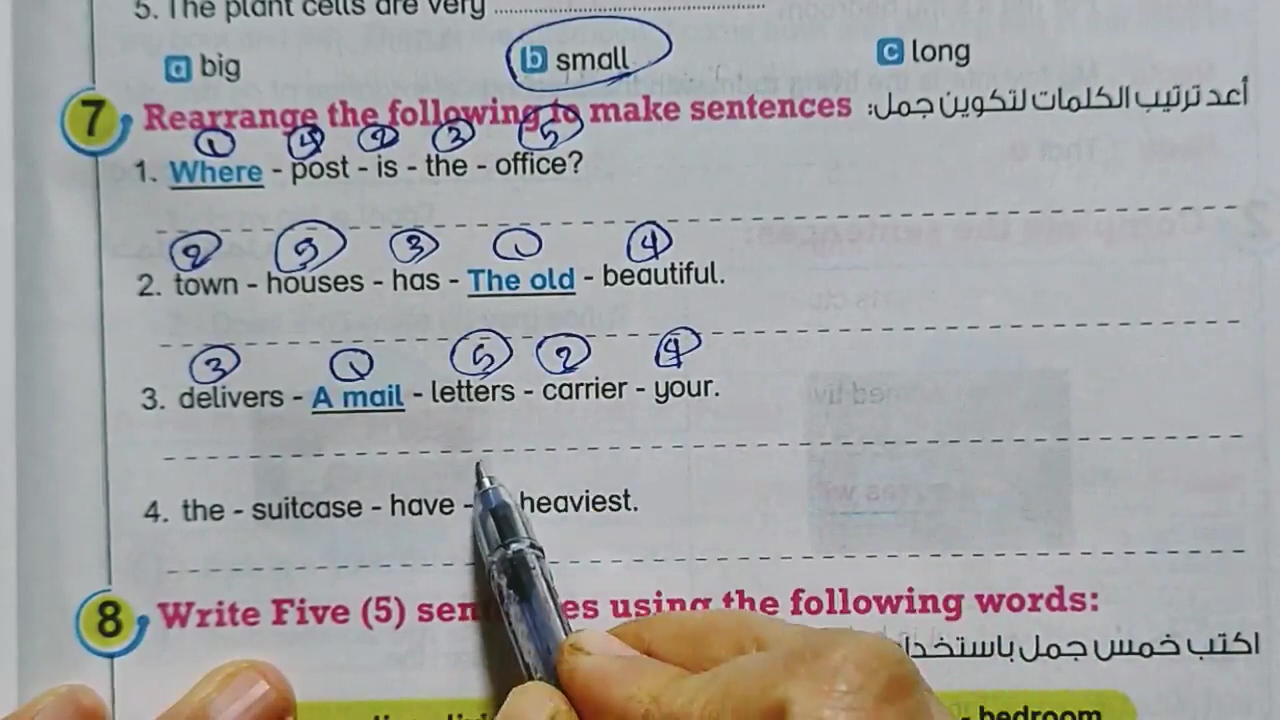 5. The plant cells are very ........................
a big b small c long
7 Rearrange the following to make sentences أعد ترتيب الكلمات لتكوين جمل:
1 4 2 3 5
1. Where - post - is - the - office?
2 5 3 1 4
2. town - houses - has - The old - beautiful.
3 1 5 2 4
3. delivers - A mail - letters - carrier - your.
4. the - suitcase - have - heaviest.
8 Write Five (5) sen es using the following words:
اكتب خمس جمل باستخدا
- bedroom